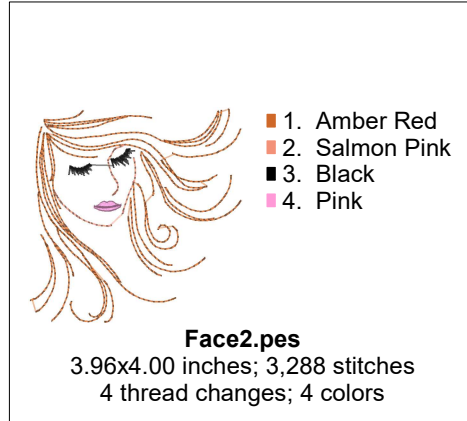 1. Amber Red
2. Salmon Pink
3. Black
4. Pink
Face2.pes
3.96x4.00 inches; 3,288 stitches
4 thread changes; 4 colors